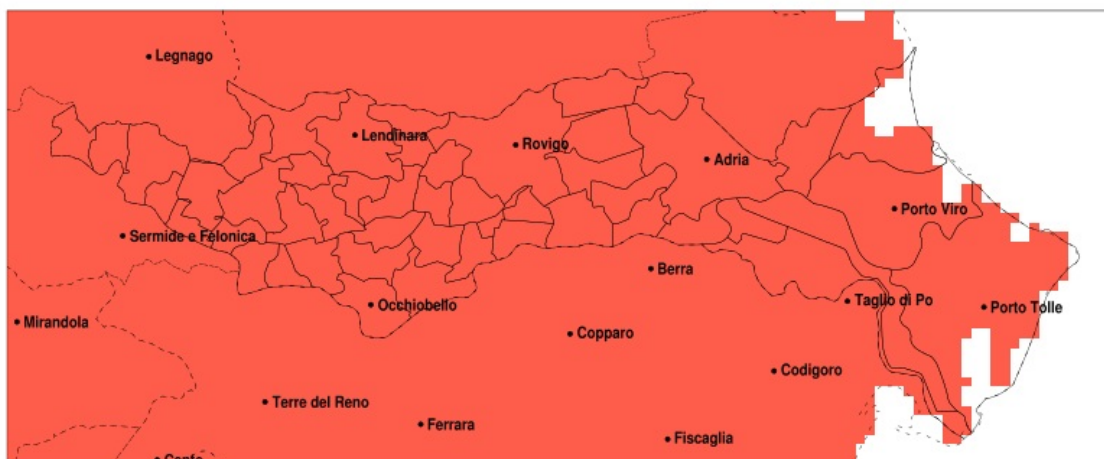 Legnago
Lendinara
Rovigo
Adria
Porto Viro
Sermide e Felonica
Berra
Taglio di Po
Porto Tolle
Occhiobello
Mirandola
Copparo
Codigoro
Terre del Reno
Ferrara
Fiscaglia